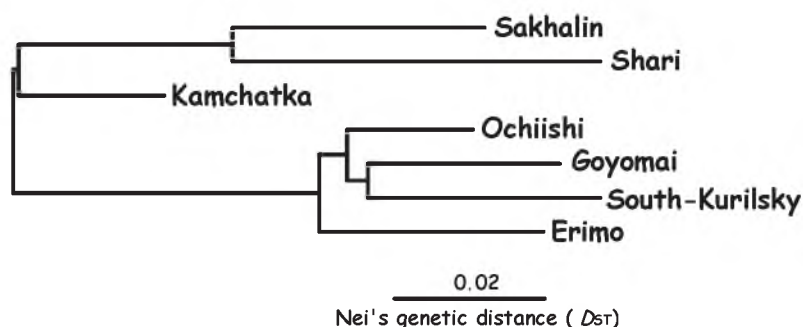 Sakhalin
Shari
Kamchatka
Ochiishi
Goyomai
South-Kurilsky
Erimo
0.02
Nei's genetic distance ( DST)